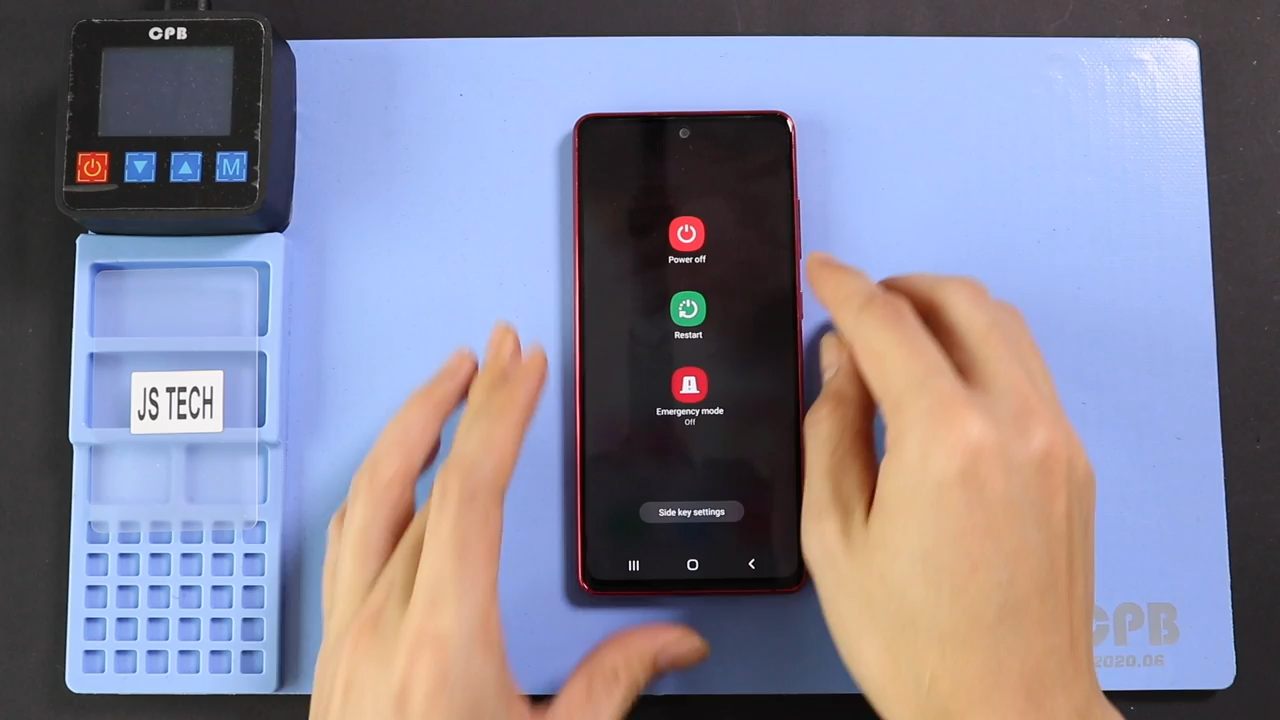 CPB
M
JS TECH
Power off
Restart
Emergency mode
Off
Side key settings
CPB
2020.06